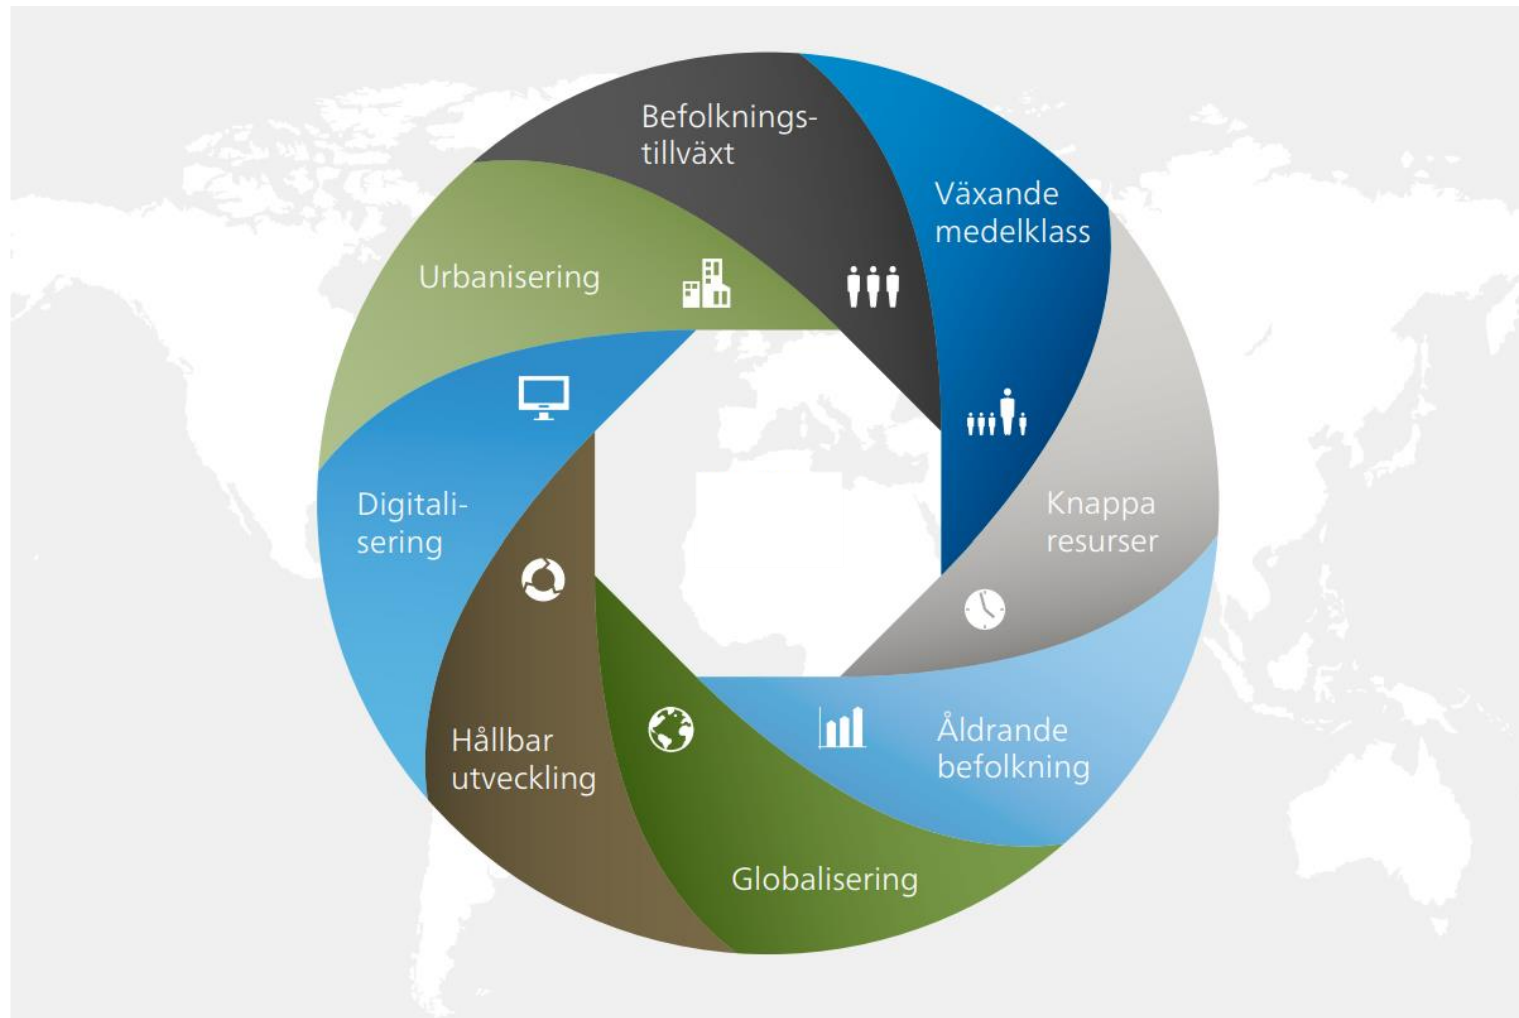 Befolknings-
tillväxt
Växande
medelklass
Knappa
resurser
Åldrande
befolkning
Globalisering
Hållbar
utveckling
Digitali-
sering
Urbanisering